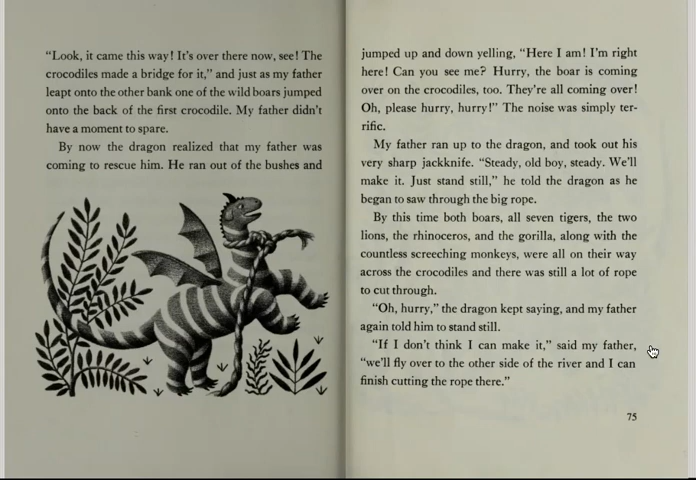 "Look, it came this way! It's over there now, see! The
crocodiles made a bridge for it," and just as my father
leapt onto the other bank one of the wild boars jumped
onto the back of the first crocodile. My father didn't
have a moment to spare.
By now the dragon realized that my father was
coming to rescue him. He ran out of the bushes and
jumped up and down yelling, "Here I am! I'm right
here! Can you see me? Hurry, the boar is coming
over on the crocodiles, too. They're all coming over!
Oh, please hurry, hurry!" The noise was simply ter-
rific.
My father ran up to the dragon, and took out his
very sharp jackknife. "Steady, old boy, steady. We'll
make it. Just stand still," he told the dragon as he
began to saw through the big rope.
By this time both boars, all seven tigers, the two
lions, the rhinoceros, and the gorilla, along with the
countless screeching monkeys, were all on their way
across the crocodiles and there was still a lot of rope
to cut through.
"Oh, hurry," the dragon kept saying, and my father
again told him to stand still.
"If I don't think I can make it," said my father,
"we'll fly over to the other side of the river and I can
finish cutting the rope there."
75